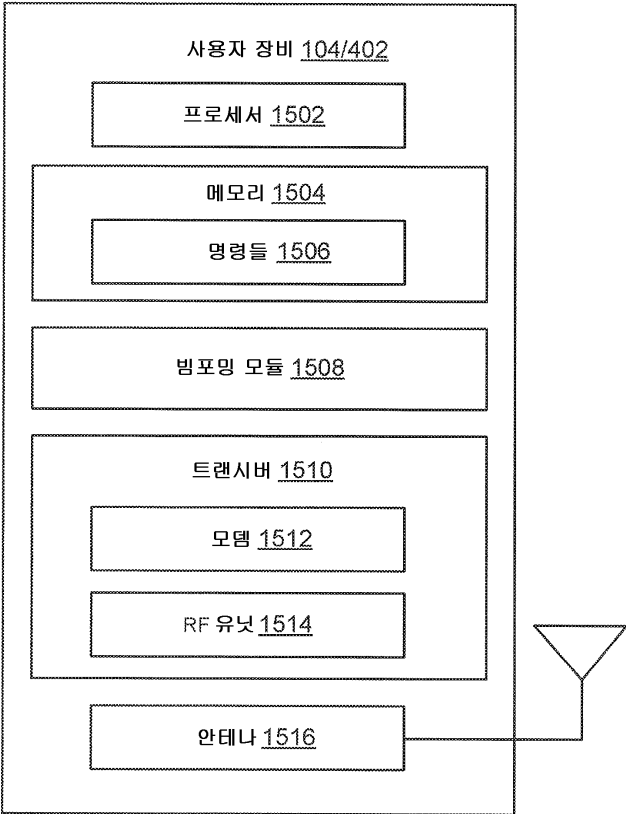 사용자 장비 104/402
프로세서 1502
메모리 1504
명령들 1506
빔포밍 모듈 1508
트랜시버 1510
모뎀 1512
RF 유닛 1514
안테나 1516